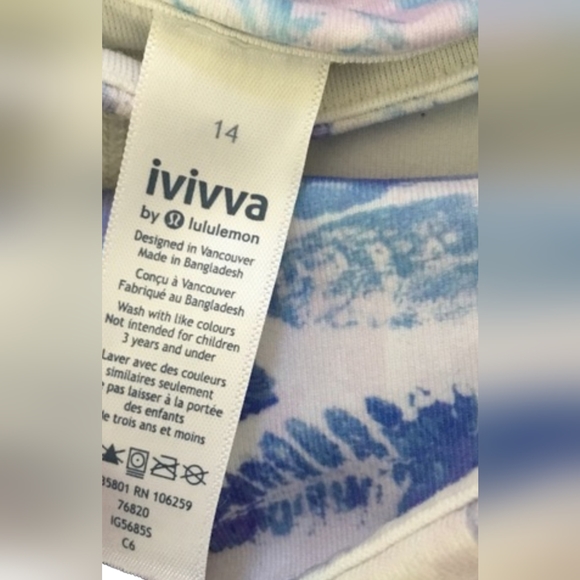 14
ivivva
by lululemon
Designed in Vancouver
Made in Bangladesh
Conçu à Vancouver
Fabriqué au Bangladesh
Wash with like colours
Not intended for children
3 years and under
Laver avec des couleurs
similaires seulement
pas laisser à la portée
des enfants
de trois ans et moins
35801 RN 106259
76820
IG5685S
C6